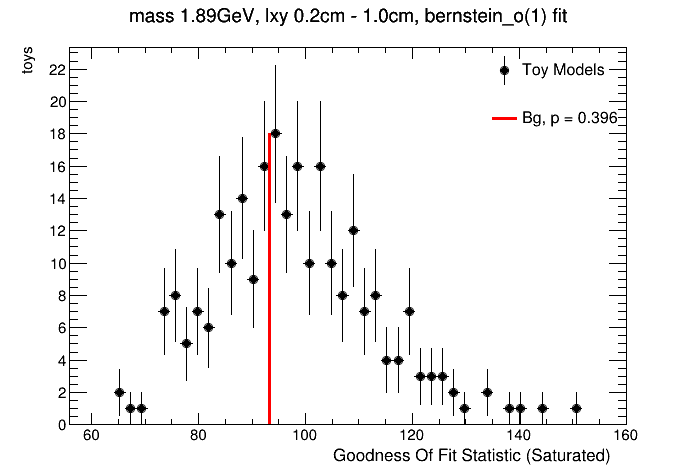 mass 1.89GeV, lxy 0.2cm - 1.0cm, bernstein_o(1) fit
toys
22
20
18
16
14
12
10
8
6
4
2
0
Toy Models
Bg, p = 0.396
60 80 100 120 140 160
Goodness Of Fit Statistic (Saturated)